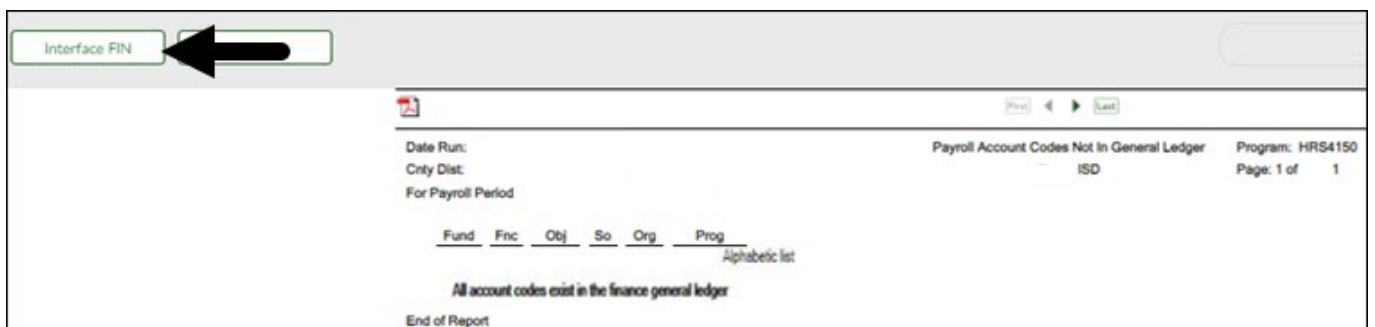 Interface FIN
First Last
Date Run: Payroll Account Codes Not In General Ledger Program: HRS4150
Cnty Dist: ISD Page: 1 of 1
For Payroll Period
Fund Fnc Obj So Org Prog
Alphabetic list
All account codes exist in the finance general ledger
End of Report